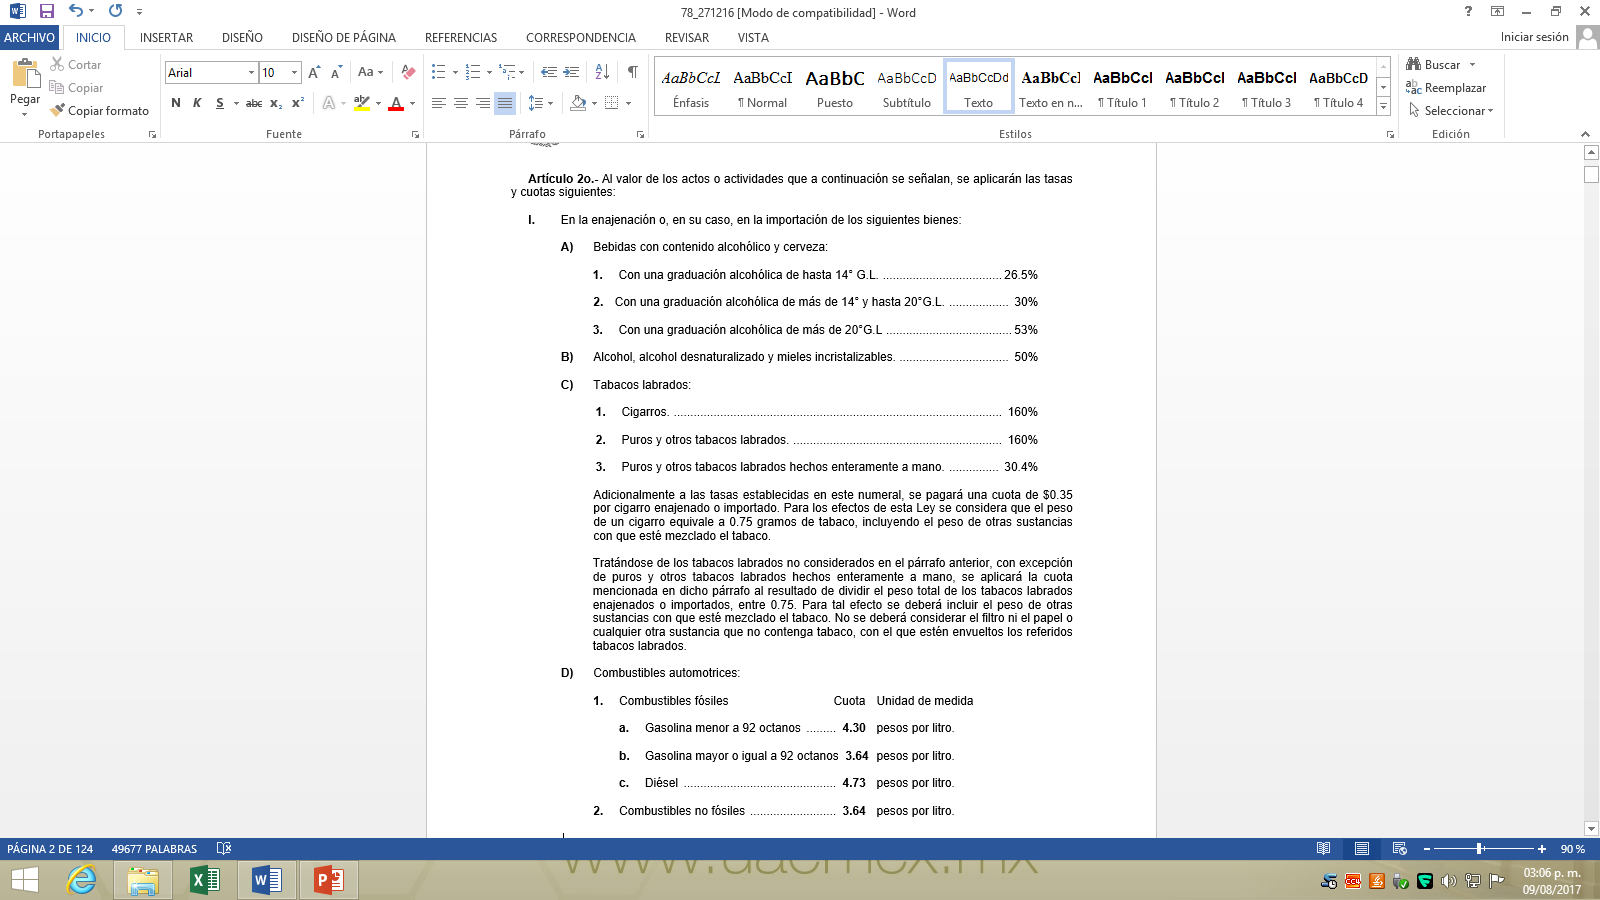 78_271216 [Modo de compatibilidad] - Word
ARCHIVO INICIO INSERTAR DISEÑO DISEÑO DE PÁGINA REFERENCIAS CORRESPONDENCIA REVISAR VISTA Iniciar sesión
Pegar
Cortar
Copiar
Copiar formato
Portapapeles
Arial 10
N K S abc x₂ x²
Fuente
Párrafo
AaBbCcI Énfasis
AaBbCcI ¶ Normal
AaBbC Puesto
AaBbCcD Subtítulo
AaBbCcDd Texto
AaBbCcI Texto en n...
AaBbCcI ¶ Título 1
AaBbCcI ¶ Título 2
AaBbCcI ¶ Título 3
AaBbCcD ¶ Título 4
Estilos
Buscar
Reemplazar
Seleccionar
Edición
Artículo 2o.- Al valor de los actos o actividades que a continuación se señalan, se aplicarán las tasas
y cuotas siguientes:
I. En la enajenación o, en su caso, en la importación de los siguientes bienes:
A) Bebidas con contenido alcohólico y cerveza:
1. Con una graduación alcohólica de hasta 14° G.L. .................................... 26.5%
2. Con una graduación alcohólica de más de 14° y hasta 20°G.L. .................. 30%
3. Con una graduación alcohólica de más de 20°G.L ...................................... 53%
B) Alcohol, alcohol desnaturalizado y mieles incristalizables. ................................. 50%
C) Tabacos labrados:
1. Cigarros. .................................................................................................... 160%
2. Puros y otros tabacos labrados. ............................................................... 160%
3. Puros y otros tabacos labrados hechos enteramente a mano. ............... 30.4%
Adicionalmente a las tasas establecidas en este numeral, se pagará una cuota de $0.35
por cigarro enajenado o importado. Para los efectos de esta Ley se considera que el peso
de un cigarro equivale a 0.75 gramos de tabaco, incluyendo el peso de otras sustancias
con que esté mezclado el tabaco.
Tratándose de los tabacos labrados no considerados en el párrafo anterior, con excepción
de puros y otros tabacos labrados hechos enteramente a mano, se aplicará la cuota
mencionada en dicho párrafo al resultado de dividir el peso total de los tabacos labrados
enajenados o importados, entre 0.75. Para tal efecto se deberá incluir el peso de otras
sustancias con que esté mezclado el tabaco. No se deberá considerar el filtro ni el papel o
cualquier otra sustancia que no contenga tabaco, con el que estén envueltos los referidos
tabacos labrados.
D) Combustibles automotrices:
1. Combustibles fósiles Cuota Unidad de medida
a. Gasolina menor a 92 octanos ......... 4.30 pesos por litro.
b. Gasolina mayor o igual a 92 octanos 3.64 pesos por litro.
c. Diésel .............................................. 4.73 pesos por litro.
2. Combustibles no fósiles .......................... 3.64 pesos por litro.
PÁGINA 2 DE 124 49677 PALABRAS 90 %
03:06 p. m.
09/08/2017